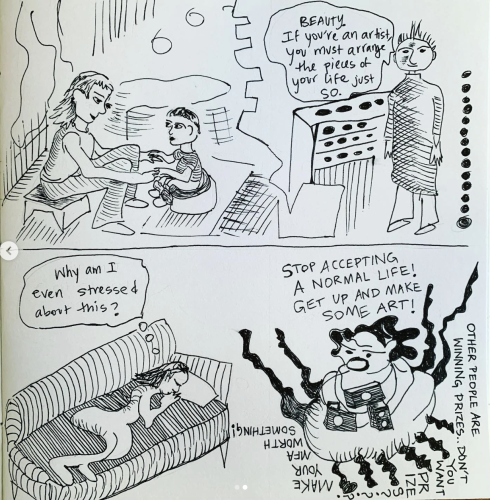 BEAUTY.
If you're an artist,
you must arrange
the pieces of
your life just
so.
Why am I
even stressed
about this?
STOP ACCEPTING
A NORMAL LIFE!
GET UP AND MAKE
SOME ART!
OTHER PEOPLE ARE
WINNING PRIZES.. DON'T
YOU
WANT
PR
IZE
MAKE
YOUR
MFA
WORTH
SOMETHING!